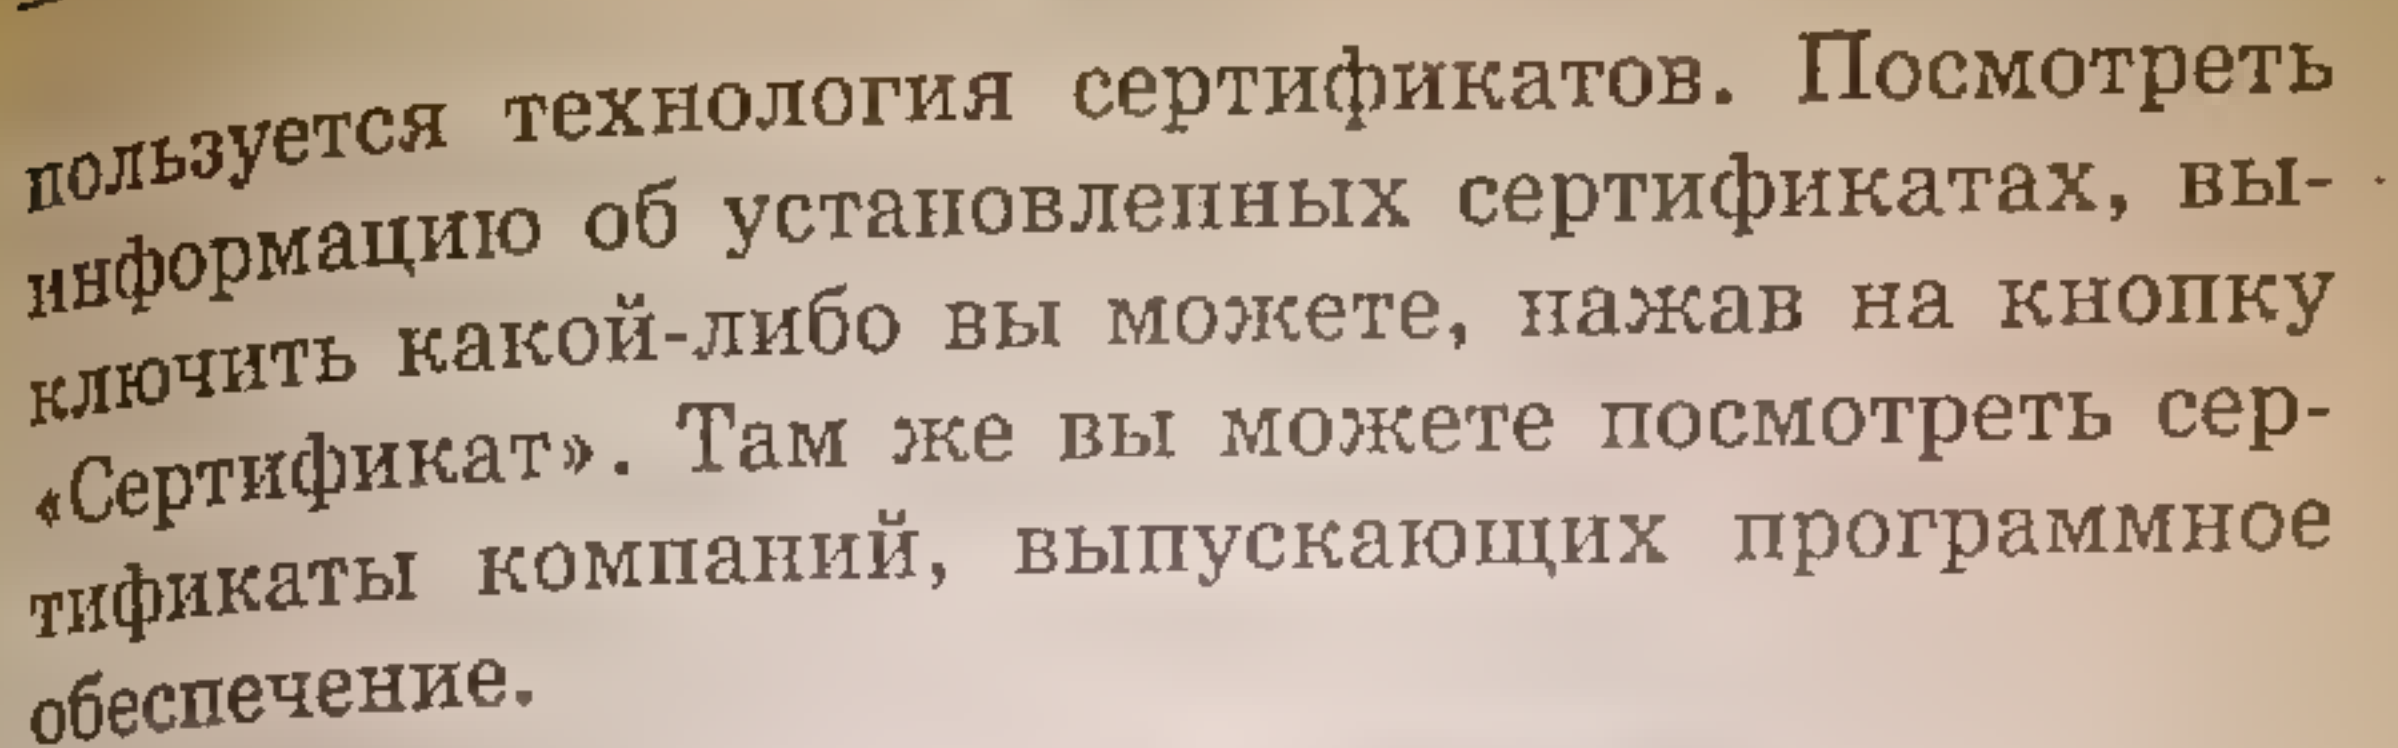 пользуется технология сертификатов. Посмотреть
информацию об установленных сертификатах, вы-
ключить какой-либо вы можете, нажав на кнопку
«Сертификат». Там же вы можете посмотреть сер-
тификаты компаний, выпускающих программное
обеспечение.